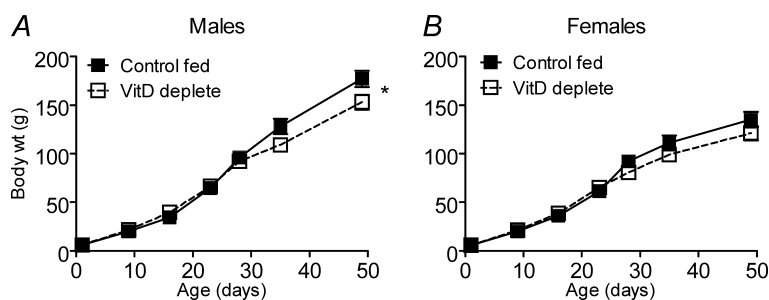 A Males
Control fed
VitD deplete
*
Body wt (g)
200
150
100
50
0
0 10 20 30 40 50
Age (days)
B Females
Control fed
VitD deplete
200
150
100
50
0
0 10 20 30 40 50
Age (days)